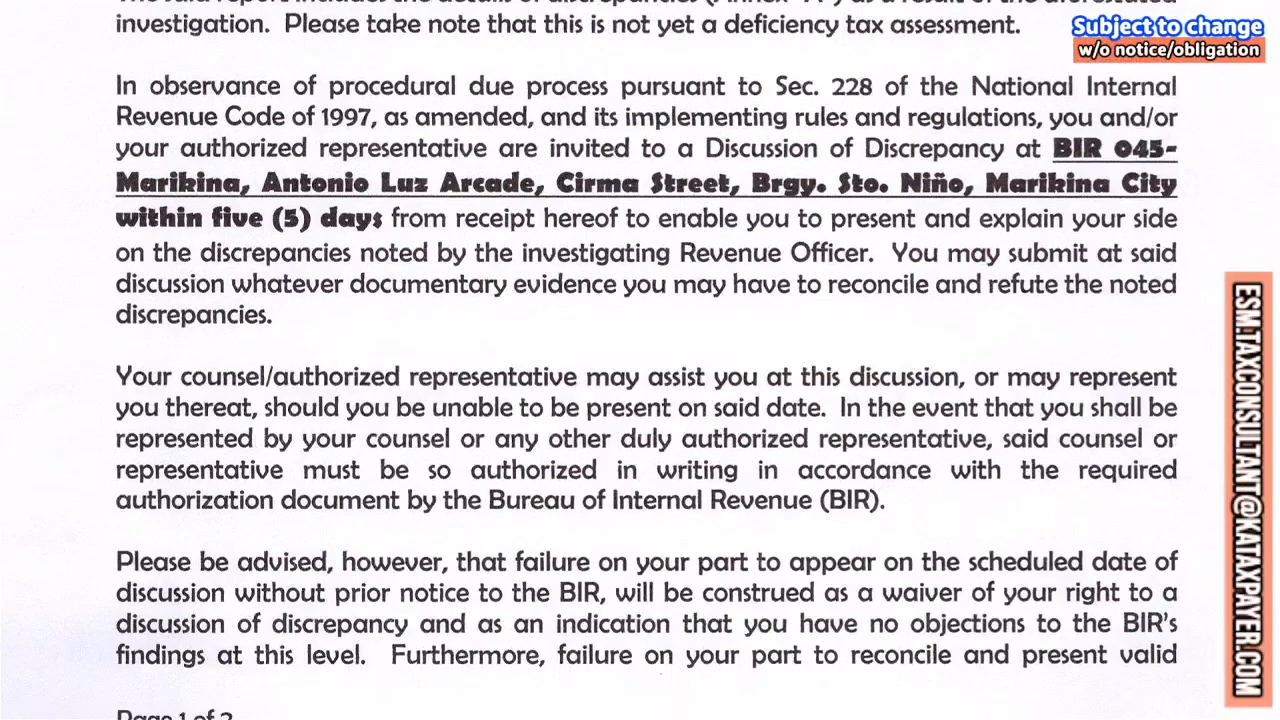 investigation. Please take note that this is not yet a deficiency tax assessment.
Subject to change
w/o notice/obligation
In observance of procedural due process pursuant to Sec. 228 of the National Internal
Revenue Code of 1997, as amended, and its implementing rules and regulations, you and/or
your authorized representative are invited to a Discussion of Discrepancy at BIR 045-
Marikina, Antonio Luz Arcade, Cirma Street, Brgy. Sto. Niño, Marikina City
within five (5) days from receipt hereof to enable you to present and explain your side
on the discrepancies noted by the investigating Revenue Officer. You may submit at said
discussion whatever documentary evidence you may have to reconcile and refute the noted
discrepancies.
Your counsel/authorized representative may assist you at this discussion, or may represent
you thereat, should you be unable to be present on said date. In the event that you shall be
represented by your counsel or any other duly authorized representative, said counsel or
representative must be so authorized in writing in accordance with the required
authorization document by the Bureau of Internal Revenue (BIR).
Please be advised, however, that failure on your part to appear on the scheduled date of
discussion without prior notice to the BIR, will be construed as a waiver of your right to a
discussion of discrepancy and as an indication that you have no objections to the BIR's
findings at this level. Furthermore, failure on your part to reconcile and present valid
Page 1 of 2
ESM.TAXCONSULTANT@KATAXPAYER.COM